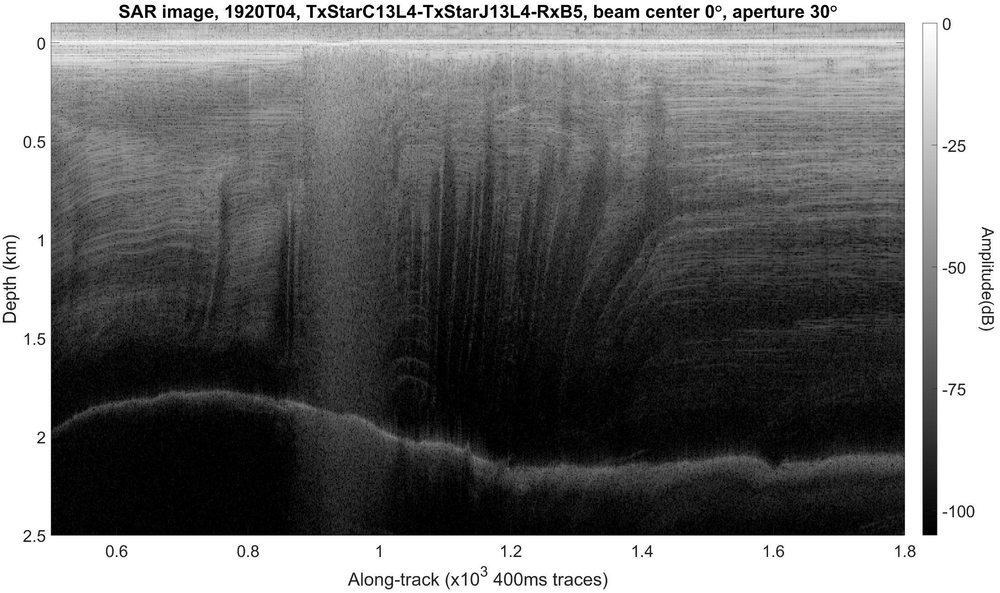 SAR image, 1920T04, TxStarC13L4-TxStarJ13L4-RxB5, beam center 0°, aperture 30°
0
0.5
1
1.5
2
2.5
Depth (km)
0.6 0.8 1 1.2 1.4 1.6 1.8
Along-track (x10³ 400ms traces)
0
-25
-50
-75
-100
Amplitude(dB)